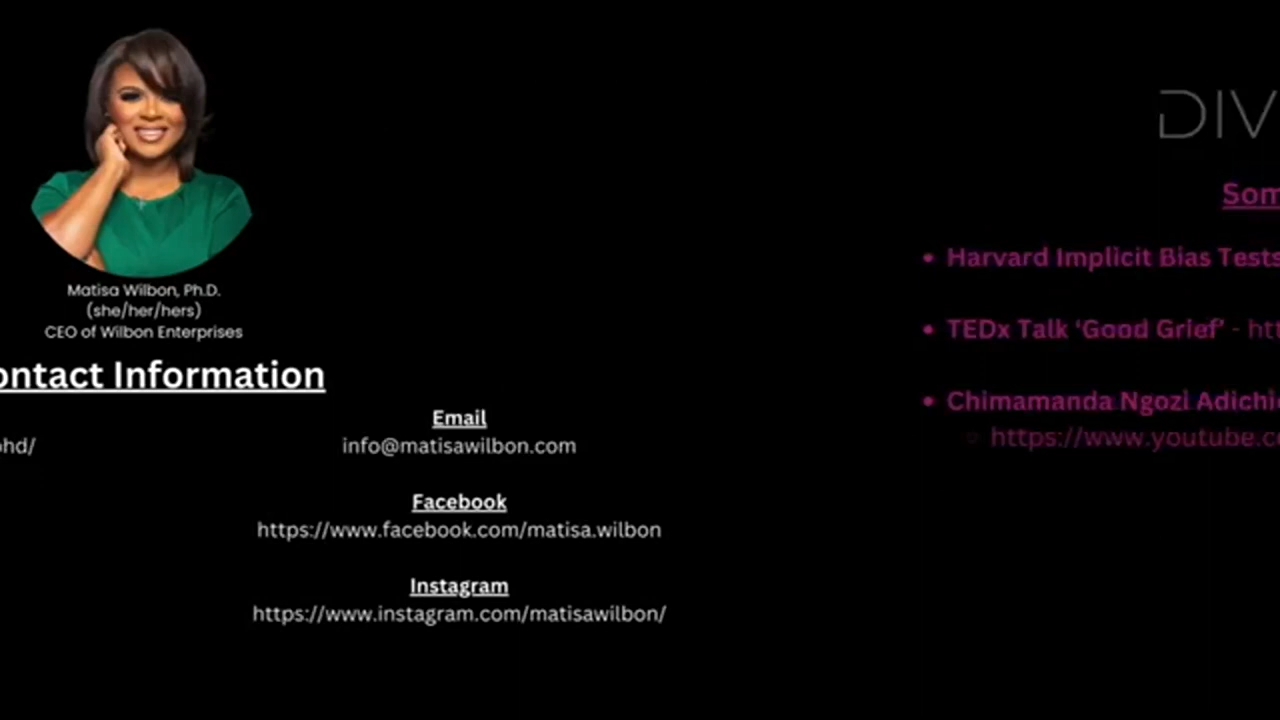 Matisa Wilbon, Ph.D.
(she/her/hers)
CEO of Wilbon Enterprises
ontact Information
Email
ohd/
info@matisawilbon.com
Facebook
https://www.facebook.com/matisa.wilbon
Instagram
https://www.instagram.com/matisawilbon/
DIV
Som
• Harvard Implicit Bias Tests
• TEDx Talk ‘Good Grief’ - htt
• Chimamanda Ngozi Adichie
https://www.youtube.c